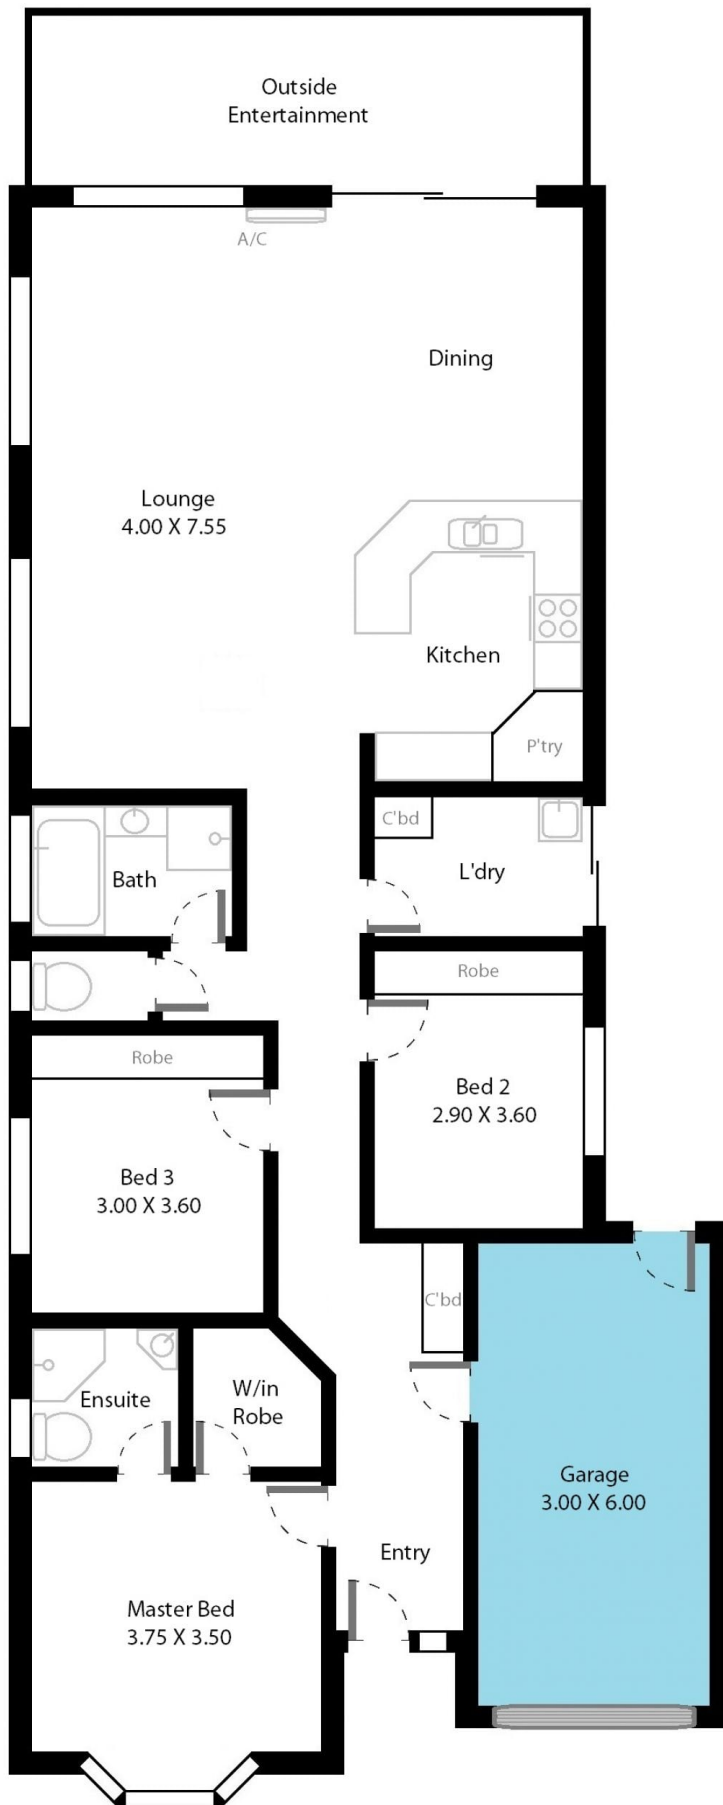 Outside
Entertainment
A/C
Dining
Lounge
4.00 X 7.55
Kitchen
P'try
C'bd
L'dry
Bath
Robe
Bed 2
2.90 X 3.60
Robe
Bed 3
3.00 X 3.60
C'bd
Ensuite
W/in
Robe
Garage
3.00 X 6.00
Entry
Master Bed
3.75 X 3.50